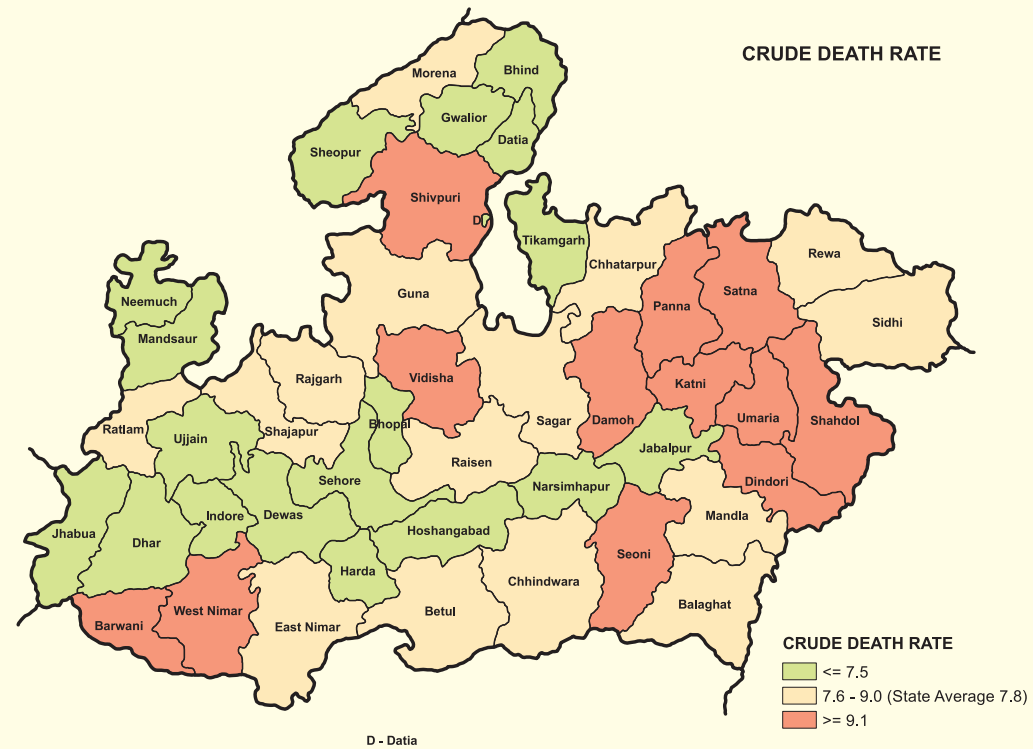 CRUDE DEATH RATE
Morena
Bhind
Gwalior
Datia
Sheopur
Shivpuri
D
Tikamgarh
Chhatarpur
Rewa
Panna
Satna
Sidhi
Guna
Neemuch
Mandsaur
Vidisha
Rajgarh
Katni
Umaria
Shahdol
Damoh
Sagar
Ratlam
Ujjain
Shajapur
Bhopal
Raisen
Jabalpur
Dindori
Sehore
Narsimhapur
Mandla
Indore
Dewas
Hoshangabad
Jhabua
Dhar
Harda
Seoni
Chhindwara
Balaghat
Betul
West Nimar
East Nimar
Barwani
CRUDE DEATH RATE
<= 7.5
7.6 - 9.0 (State Average 7.8)
>= 9.1
D - Datia